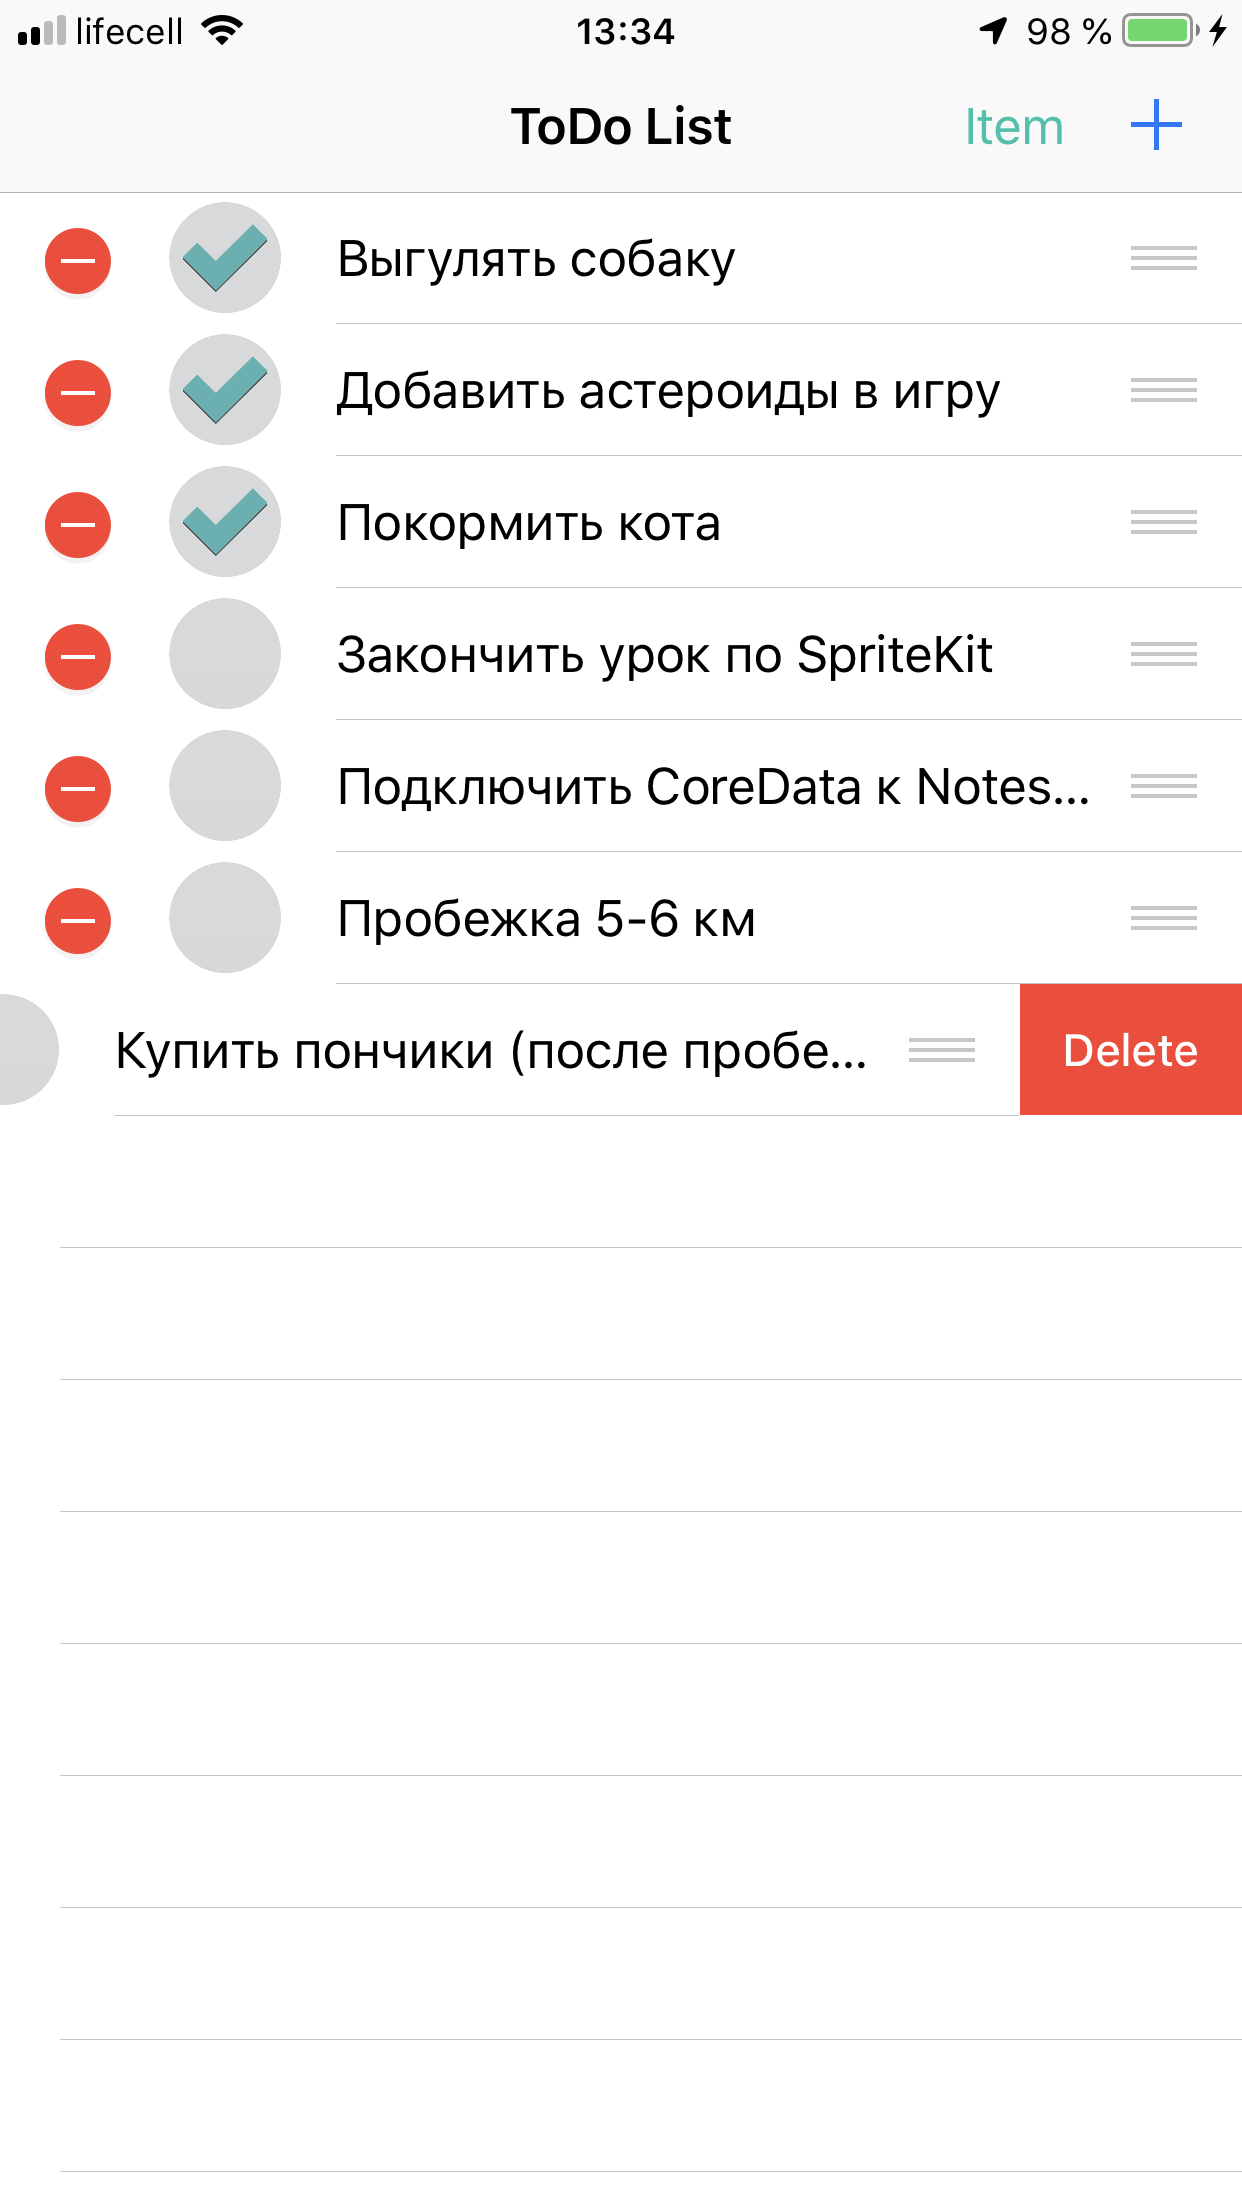 lifecell 13:34 98 %
ToDo List Item
Выгулять собаку
Добавить астероиды в игру
Покормить кота
Закончить урок по SpriteKit
Подключить CoreData к Notes...
Пробежка 5-6 км
Купить пончики (после пробе... Delete